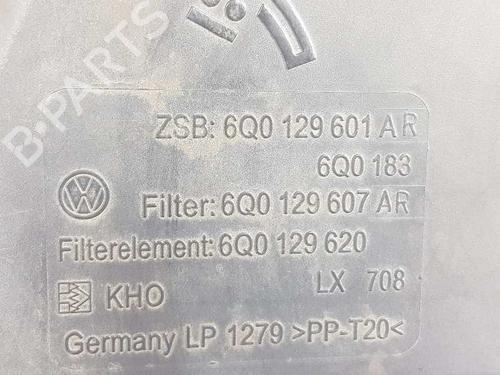 B-PARTS
ZSB: 6Q0 129 601 AR
6Q0 183
Filter: 6Q0 129 607 AR
Filterelement: 6Q0 129 620
KHO LX 708
Germany LP 1279 >PP-T20<